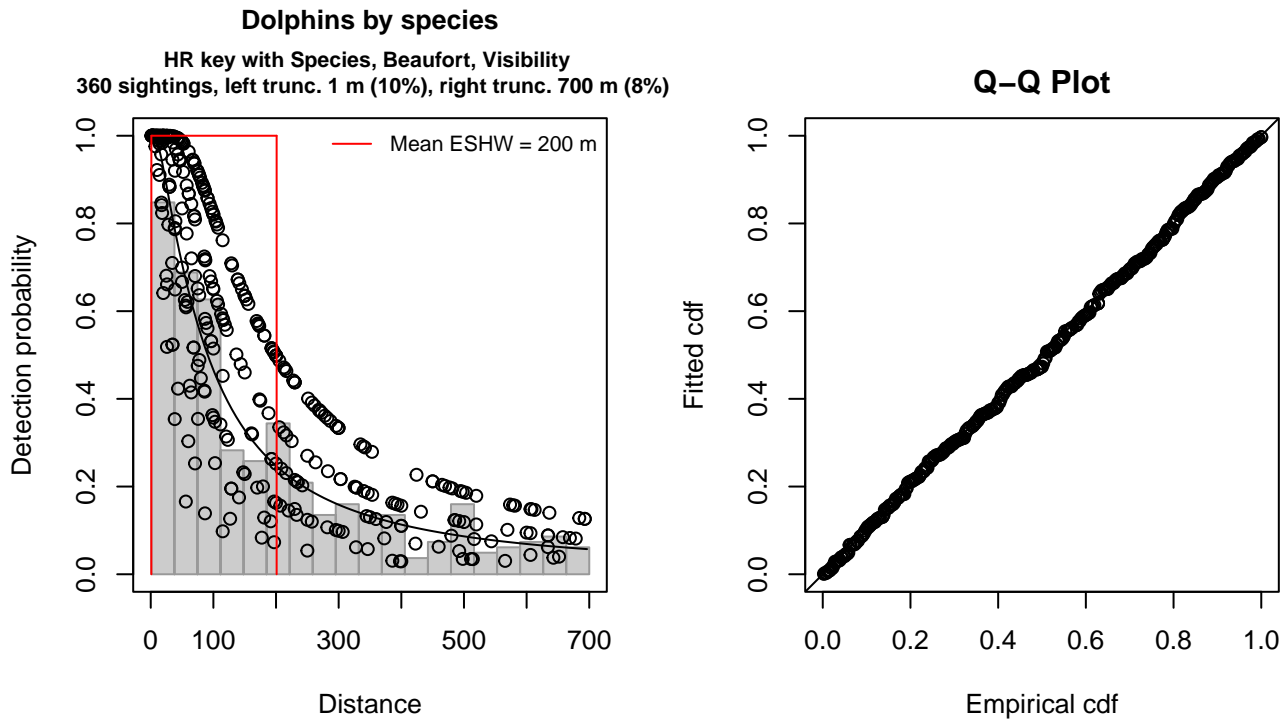 Dolphins by species
HR key with Species, Beaufort, Visibility
360 sightings, left trunc. 1 m (10%), right trunc. 700 m (8%)
Mean ESHW = 200 m
Detection probability
0.0 0.2 0.4 0.6 0.8 1.0
0 100 300 500 700
Distance
Q−Q Plot
Fitted cdf
0.0 0.2 0.4 0.6 0.8 1.0
0.0 0.2 0.4 0.6 0.8 1.0
Empirical cdf